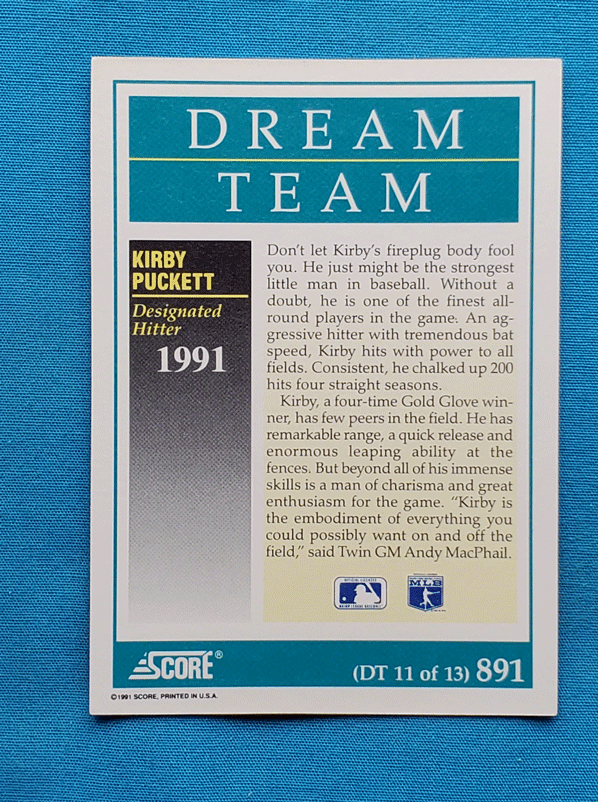 DREAM
TEAM
KIRBY
PUCKETT
Designated
Hitter
1991
Don't let Kirby's fireplug body fool
you. He just might be the strongest
little man in baseball. Without a
doubt, he is one of the finest all-
round players in the game. An ag-
gressive hitter with tremendous bat
speed, Kirby hits with power to all
fields. Consistent, he chalked up 200
hits four straight seasons.
Kirby, a four-time Gold Glove win-
ner, has few peers in the field. He has
remarkable range, a quick release and
enormous leaping ability at the
fences. But beyond all of his immense
skills is a man of charisma and great
enthusiasm for the game. “Kirby is
the embodiment of everything you
could possibly want on and off the
field,” said Twin GM Andy MacPhail.
MLB
SCORE®
(DT 11 of 13) 891
©1991 SCORE, PRINTED IN U.S.A.